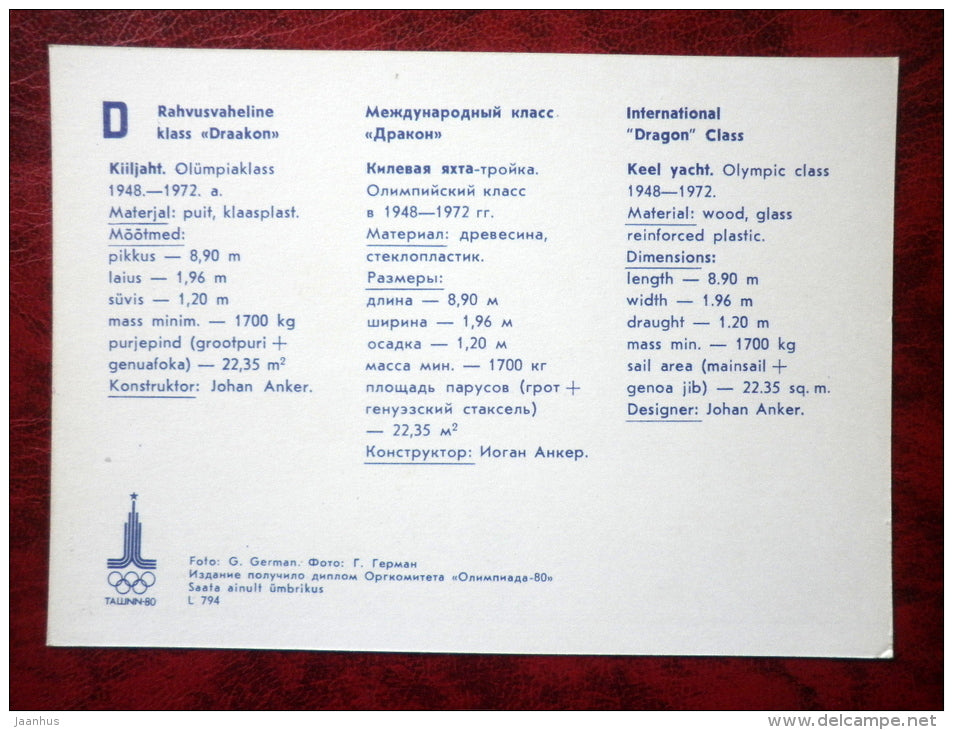 D
Rahvusvaheline
klass «Draakon»
Kiiljaht. Olümpiaklass
1948.—1972. a.
Materjal: puit, klaasplast.
Mõõtmed:
pikkus — 8,90 m
laius — 1,96 m
süvis — 1,20 m
mass minim. — 1700 kg
purjepind (grootpuri +
genuafoka) — 22,35 m²
Konstruktor: Johan Anker.
Международный класс
«Дракон»
Килевая яхта-тройка.
Олимпийский класс
в 1948—1972 гг.
Материал: древесина,
стеклопластик.
Размеры:
длина — 8,90 м
ширина — 1,96 м
осадка — 1,20 м
масса мин. — 1700 кг
площадь парусов (грот +
генуэзский стаксель)
— 22,35 м²
Конструктор: Иоган Анкер.
International
"Dragon" Class
Keel yacht. Olympic class
1948—1972.
Material: wood, glass
reinforced plastic.
Dimensions:
length — 8.90 m
width — 1.96 m
draught — 1.20 m
mass min. — 1700 kg
sail area (mainsail +
genoa jib) — 22.35 sq. m.
Designer: Johan Anker.
TALLINN-80
Foto: G. German. Фото: Г. Герман
Издание получило диплом Оргкомитета «Олимпиада-80»
Saata ainult ümbrikus
L 794
jaanhus
delcampe.net